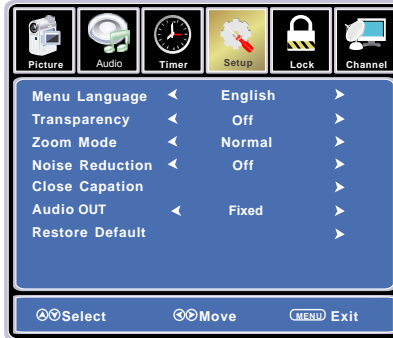 Picture Audio Timer Setup Lock Channel
Menu Language English
Transparency Off
Zoom Mode Normal
Noise Reduction Off
Close Capation
Audio OUT Fixed
Restore Default
Select Move MENU Exit